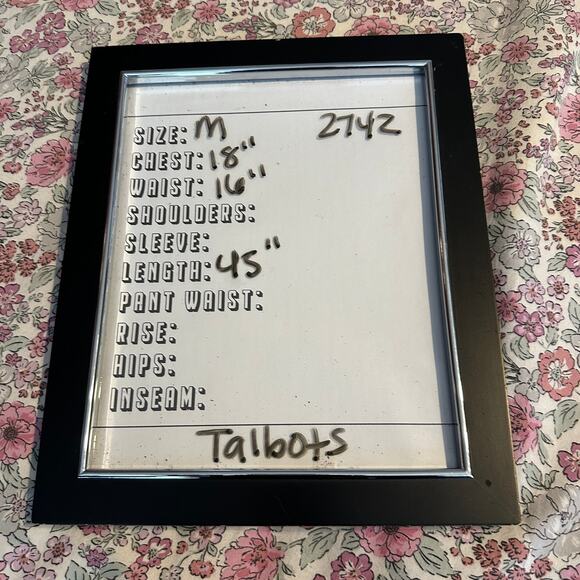 SIZE: M 2742
CHEST: 18"
WAIST: 16"
SHOULDERS:
SLEEVE:
LENGTH: 45"
PANT WAIST:
RISE:
HIPS:
INSEAM:
Talbots